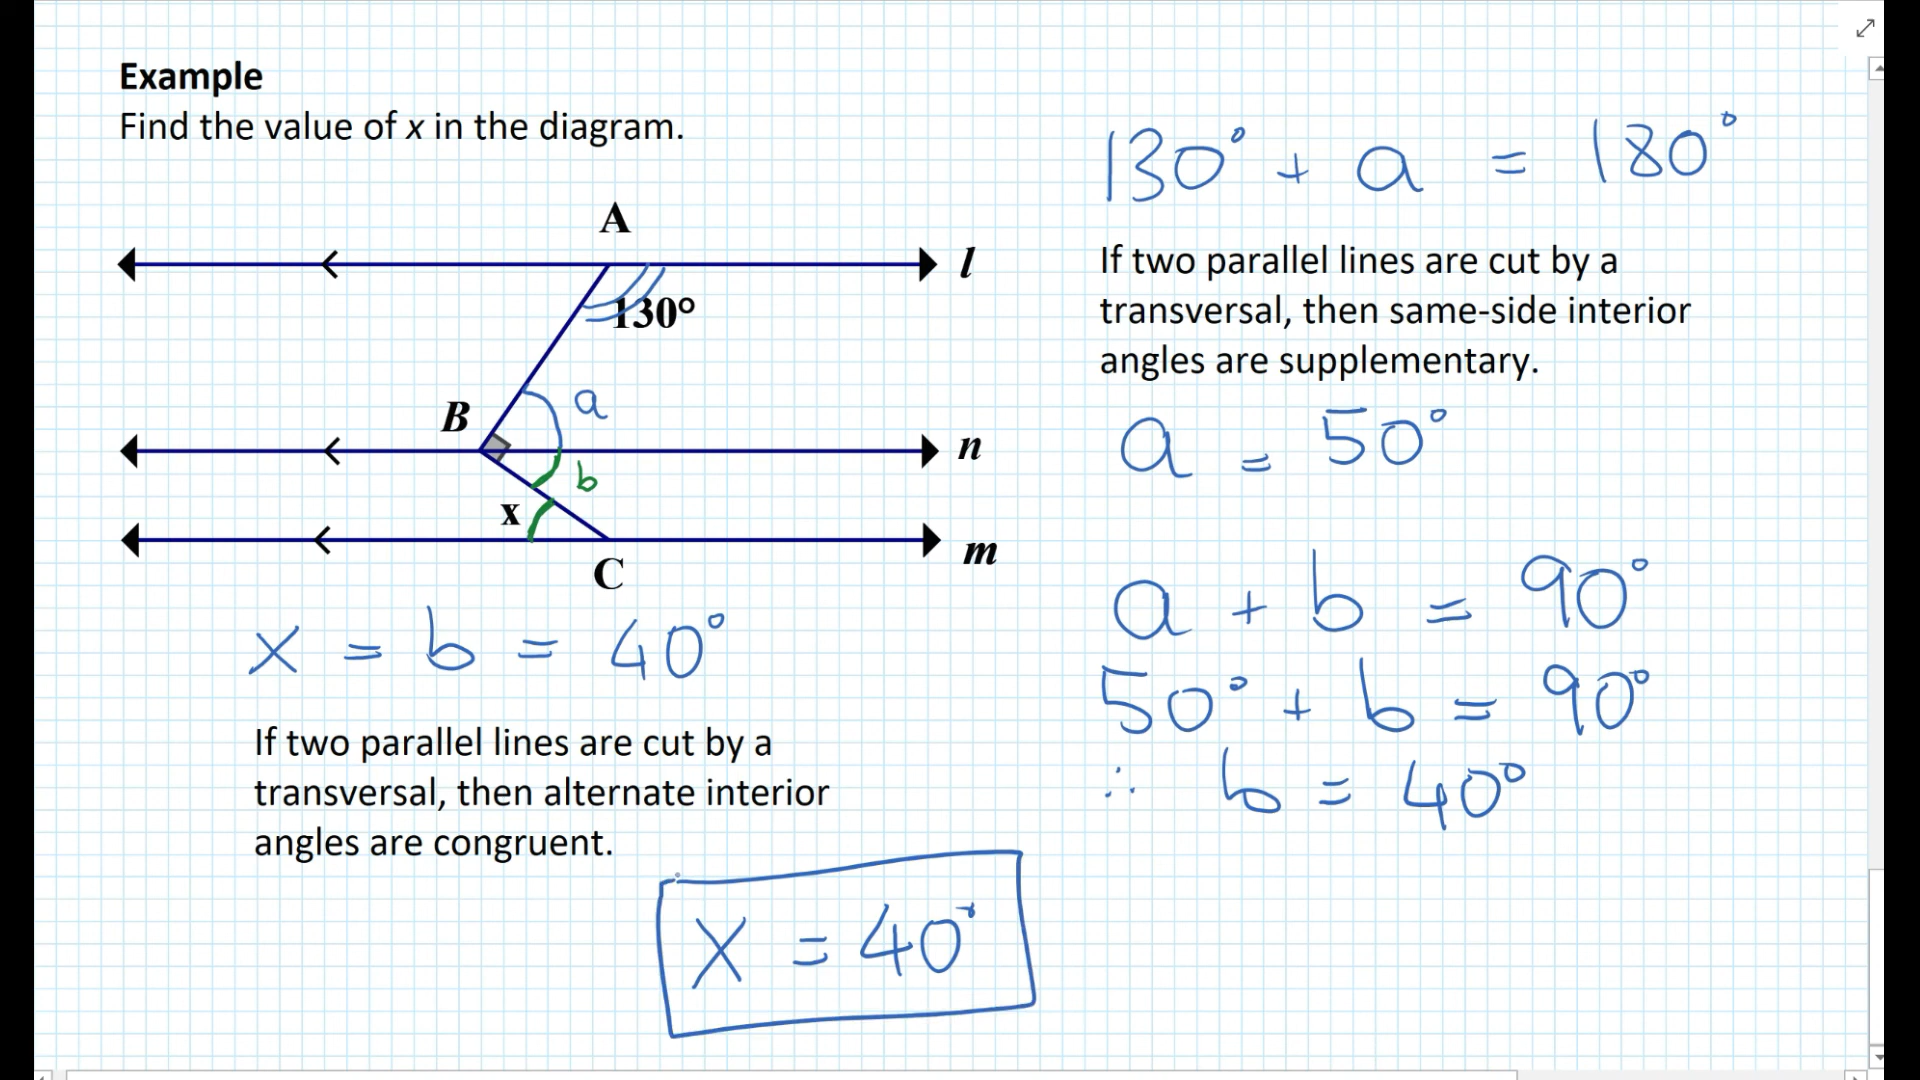 Example
Find the value of x in the diagram.
A
l
130°
a
B
n
b
x
m
C
x = b = 40°
If two parallel lines are cut by a
transversal, then alternate interior
angles are congruent.
x = 40°
130° + a = 180°
If two parallel lines are cut by a
transversal, then same-side interior
angles are supplementary.
a = 50°
a + b = 90°
50° + b = 90°
∴ b = 40°